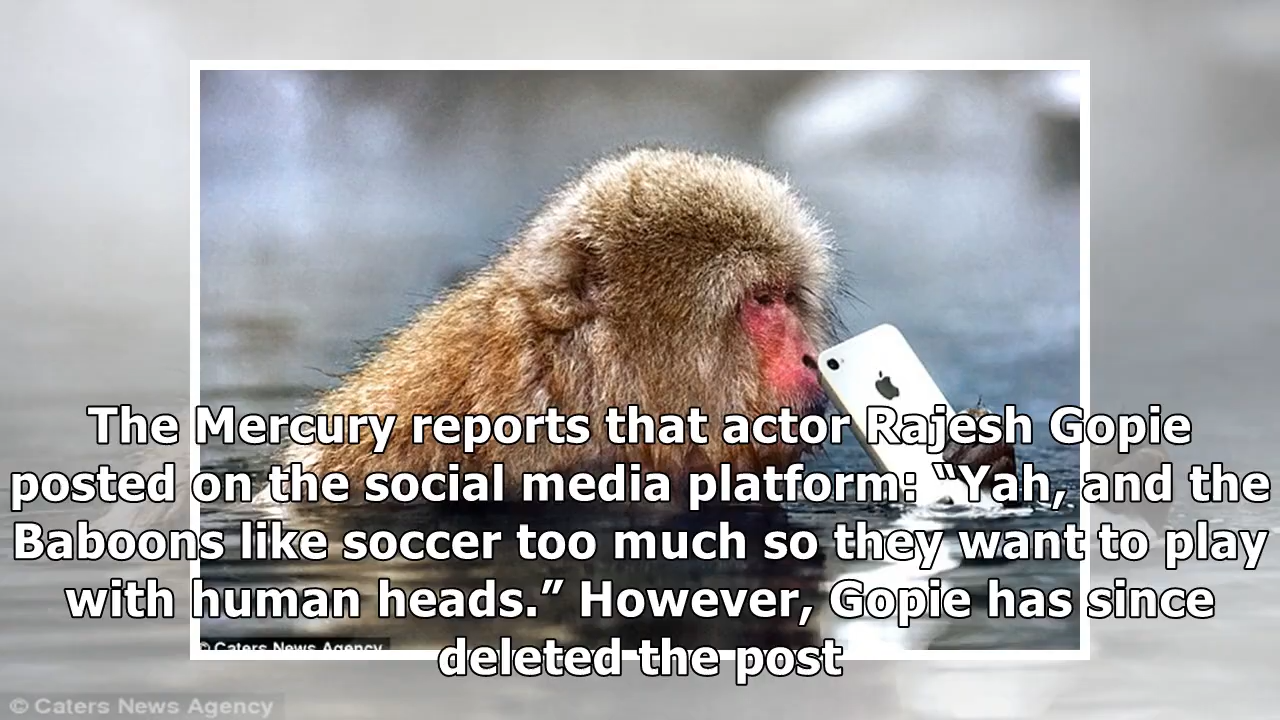 The Mercury reports that actor Rajesh Gopie
posted on the social media platform: “Yah, and the
Baboons like soccer too much so they want to play
with human heads.” However, Gopie has since
deleted the post
© Caters News Agency
© Caters News Agency